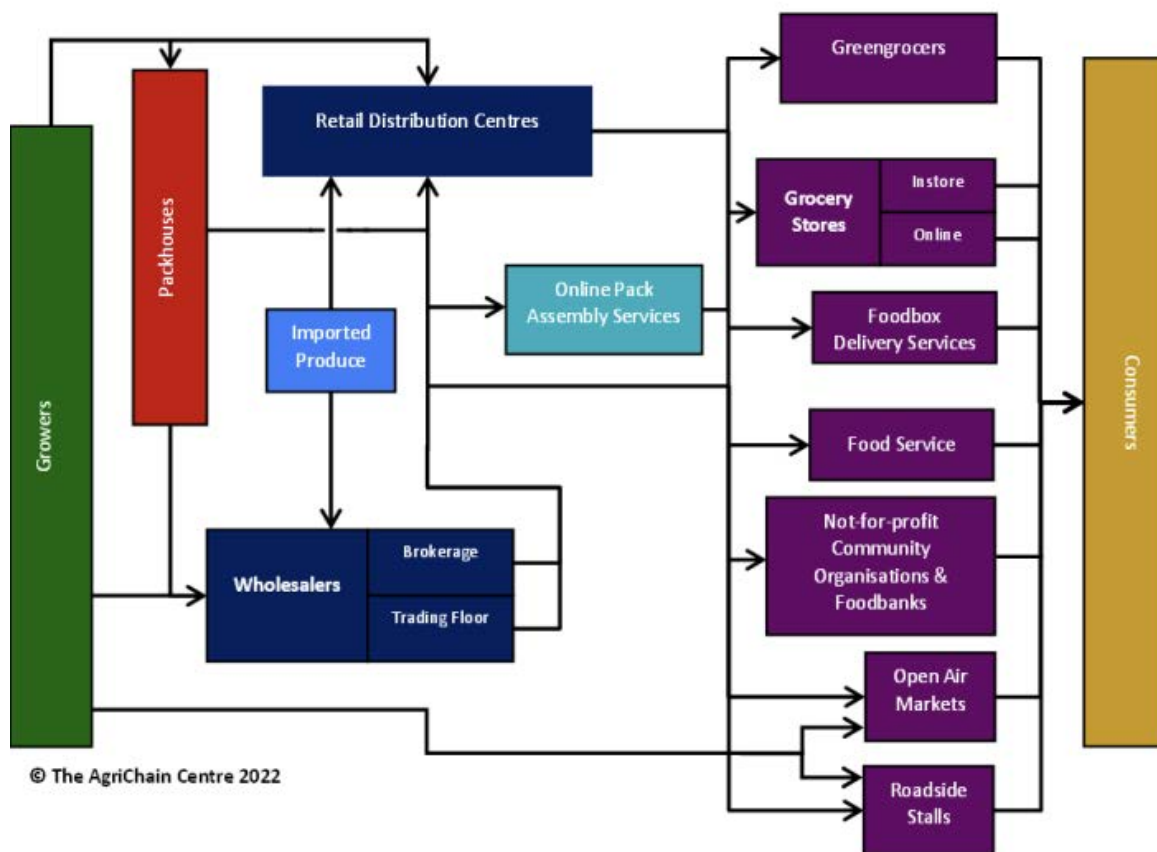 Growers
Packhouses
Retail Distribution Centres
Imported
Produce
Wholesalers
Brokerage
Trading Floor
Online Pack
Assembly Services
Greengrocers
Grocery
Stores
Instore
Online
Foodbox
Delivery Services
Food Service
Not-for-profit
Community
Organisations &
Foodbanks
Open Air
Markets
Roadside
Stalls
Consumers
© The AgriChain Centre 2022